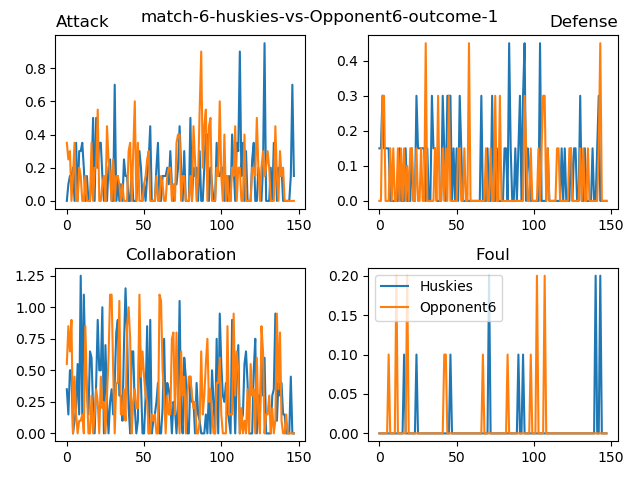 match-6-huskies-vs-Opponent6-outcome-1
Attack
Defense
0.8
0.6
0.4
0.2
0.0
0 50 100 150
0.4
0.3
0.2
0.1
0.0
0 50 100 150
Collaboration
Foul
1.25
1.00
0.75
0.50
0.25
0.00
0 50 100 150
0.20
0.15
0.10
0.05
0.00
0 50 100 150
Huskies
Opponent6